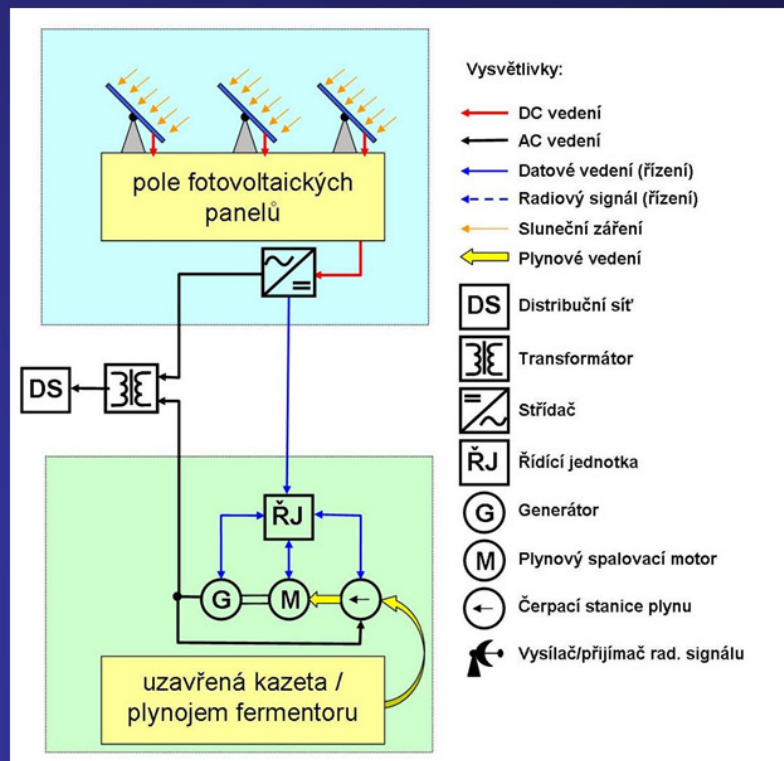 pole fotovoltaických
panelů
DS
ŘJ
G
M
uzavřená kazeta /
plynojem fermentoru
Vysvětlivky:
DC vedení
AC vedení
Datové vedení (řízení)
Radiový signál (řízení)
Sluneční záření
Plynové vedení
DS Distribuční síť
Transformátor
Střídač
ŘJ Řídící jednotka
G Generátor
M Plynový spalovací motor
Čerpací stanice plynu
Vysílač/přijímač rad. signálu